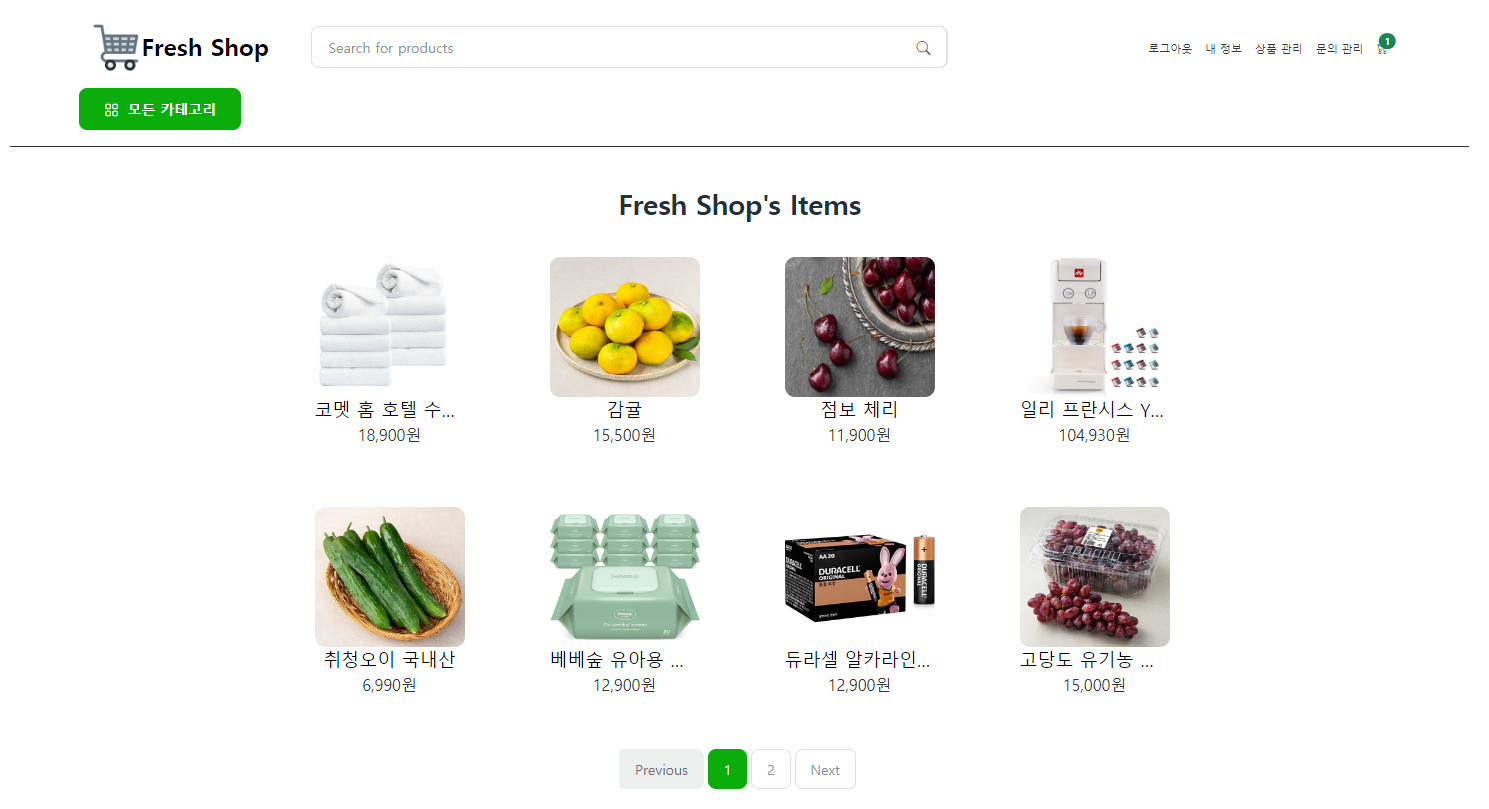 Fresh Shop
Search for products
로그아웃 내 정보 상품 관리 문의 관리 1
모든 카테고리
Fresh Shop's Items
illy
코멧 홈 호텔 수...
18,900원
감귤
15,500원
점보 체리
11,900원
일리 프란시스 Y...
104,930원
AA 20
DURACELL
ORIGINAL
DURACELL
취청오이 국내산
6,990원
베베숲 유아용 ...
12,900원
듀라셀 알카라인...
12,900원
고당도 유기농 ...
15,000원
Previous 1 2 Next